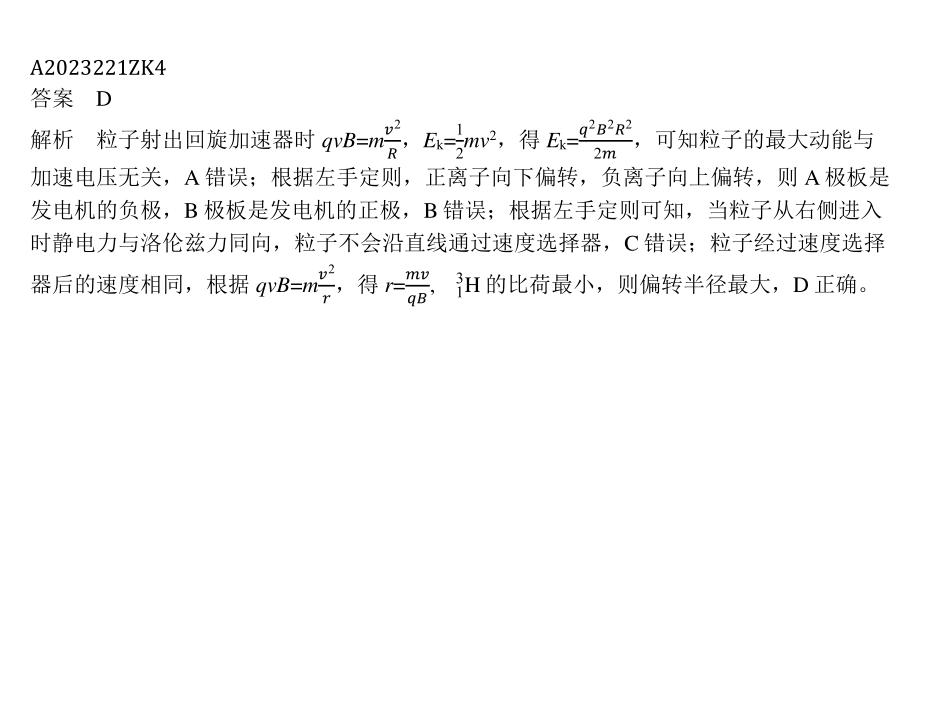 A2023221ZK4
答案　D
解析　粒子射出回旋加速器时 qvB=m\frac{v^2}{R}，E_k=\frac{1}{2}mv^2，得 E_k=\frac{q^2B^2R^2}{2m}，可知粒子的最大动能与
加速电压无关，A 错误；根据左手定则，正离子向下偏转，负离子向上偏转，则 A 极板是
发电机的负极，B 极板是发电机的正极，B 错误；根据左手定则可知，当粒子从右侧进入
时静电力与洛伦兹力同向，粒子不会沿直线通过速度选择器，C 错误；粒子经过速度选择
器后的速度相同，根据 qvB=m\frac{v^2}{r}，得 r=\frac{mv}{qB}， ^3_1H 的比荷最小，则偏转半径最大，D 正确。